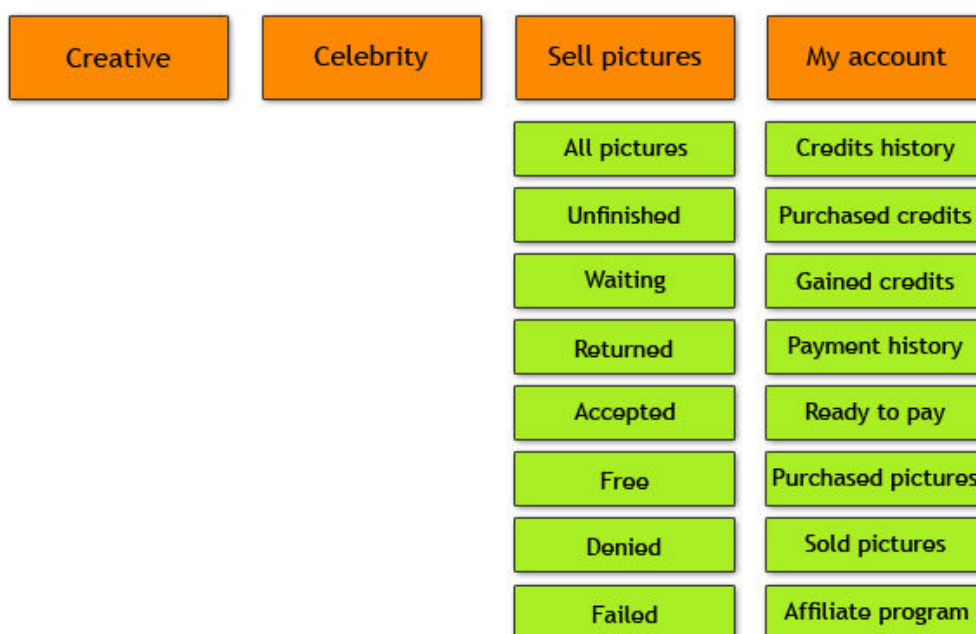 Creative
Celebrity
Sell pictures
My account
All pictures
Credits history
Unfinished
Purchased credits
Waiting
Gained credits
Returned
Payment history
Accepted
Ready to pay
Free
Purchased pictures
Denied
Sold pictures
Failed
Affiliate program